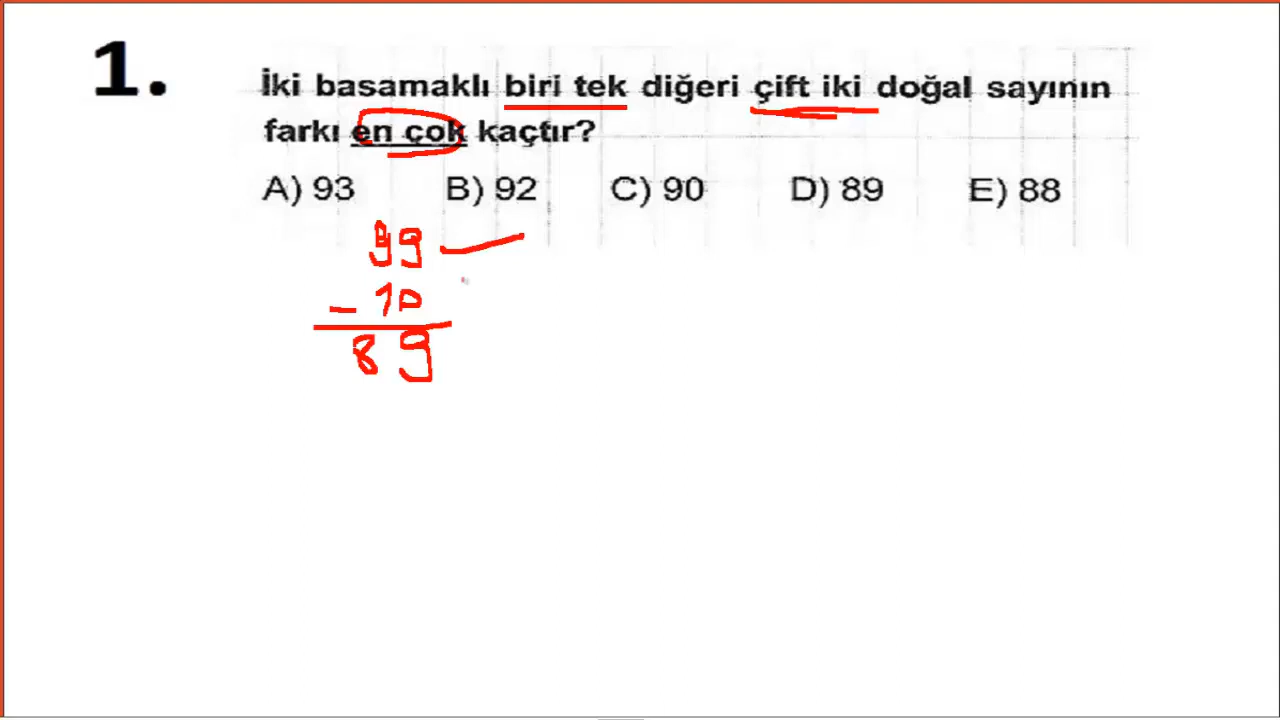 1.
İki basamaklı biri tek diğeri çift iki doğal sayının
farkı en çok kaçtır?
A) 93 B) 92 C) 90 D) 89 E) 88
99
- 10
89